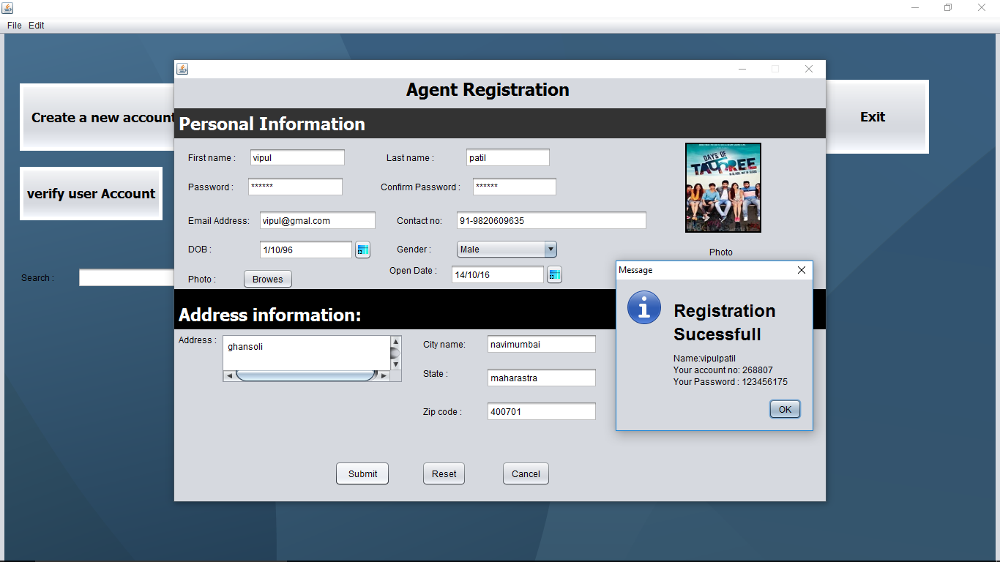 File Edit
Agent Registration
Create a new account
Exit
Personal Information
First name : vipul
Last name : patil
DAYS OF
Password : ******
Confirm Password : ******
verify user Account
Email Address: vipul@gmal.com
Contact no: 91-9820609635
DOB : 1/10/96
Gender : Male
Photo
Open Date : 14/10/16
Search :
Photo : Browes
Message
Address information:
Registration
Sucessfull
Address : ghansoli
City name: navimumbai
Name:vipulpatil
Your account no: 268807
Your Password : 123456175
State : maharastra
Zip code : 400701
OK
Submit
Reset
Cancel